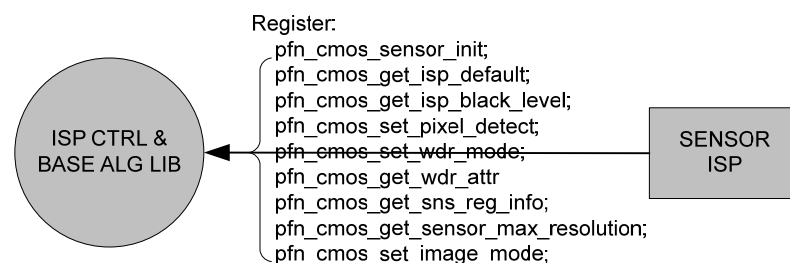 Register:
pfn_cmos_sensor_init;
pfn_cmos_get_isp_default;
pfn_cmos_get_isp_black_level;
pfn_cmos_set_pixel_detect;
pfn_cmos_set_wdr_mode;
pfn_cmos_get_wdr_attr
pfn_cmos_get_sns_reg_info;
pfn_cmos_get_sensor_max_resolution;
pfn_cmos_set_image_mode;
ISP CTRL &
BASE ALG LIB
SENSOR
ISP